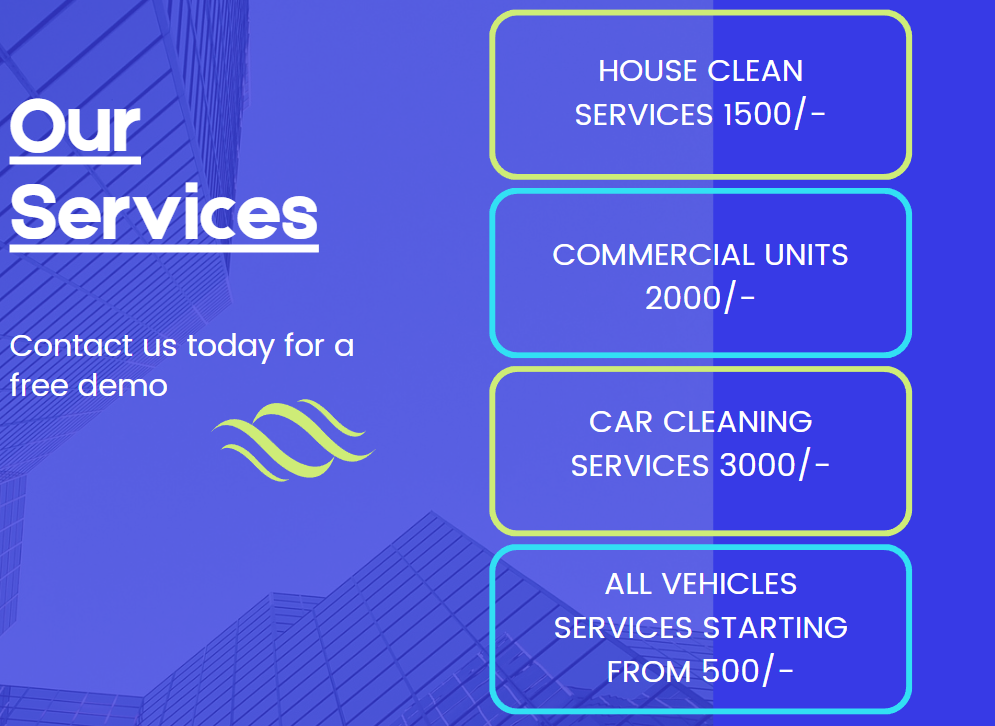 Our
Services
Contact us today for a
free demo
HOUSE CLEAN
SERVICES 1500/-
COMMERCIAL UNITS
2000/-
CAR CLEANING
SERVICES 3000/-
ALL VEHICLES
SERVICES STARTING
FROM 500/-